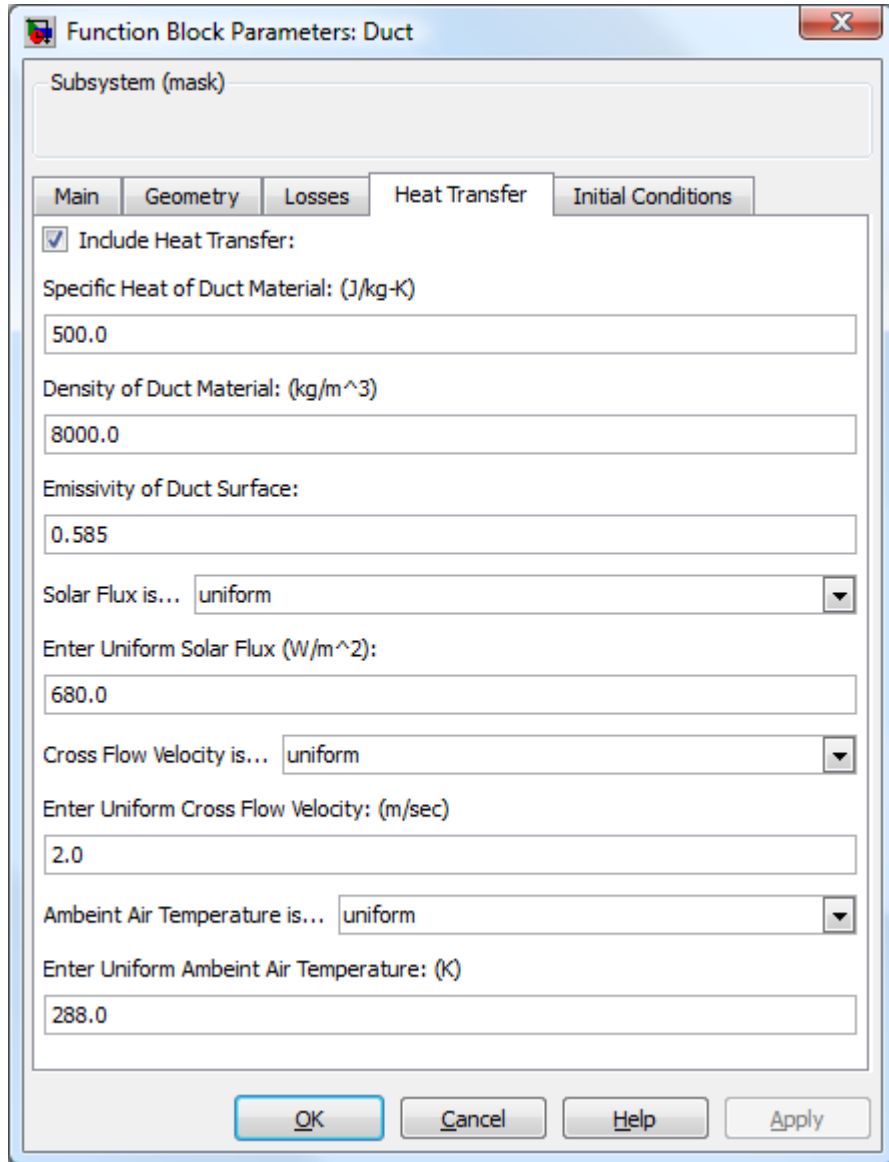 Function Block Parameters: Duct
Subsystem (mask)
Main Geometry Losses Heat Transfer Initial Conditions
Include Heat Transfer:
Specific Heat of Duct Material: (J/kg-K)
500.0
Density of Duct Material: (kg/m^3)
8000.0
Emissivity of Duct Surface:
0.585
Solar Flux is... uniform
Enter Uniform Solar Flux (W/m^2):
680.0
Cross Flow Velocity is... uniform
Enter Uniform Cross Flow Velocity: (m/sec)
2.0
Ambeint Air Temperature is... uniform
Enter Uniform Ambeint Air Temperature: (K)
288.0
OK Cancel Help Apply